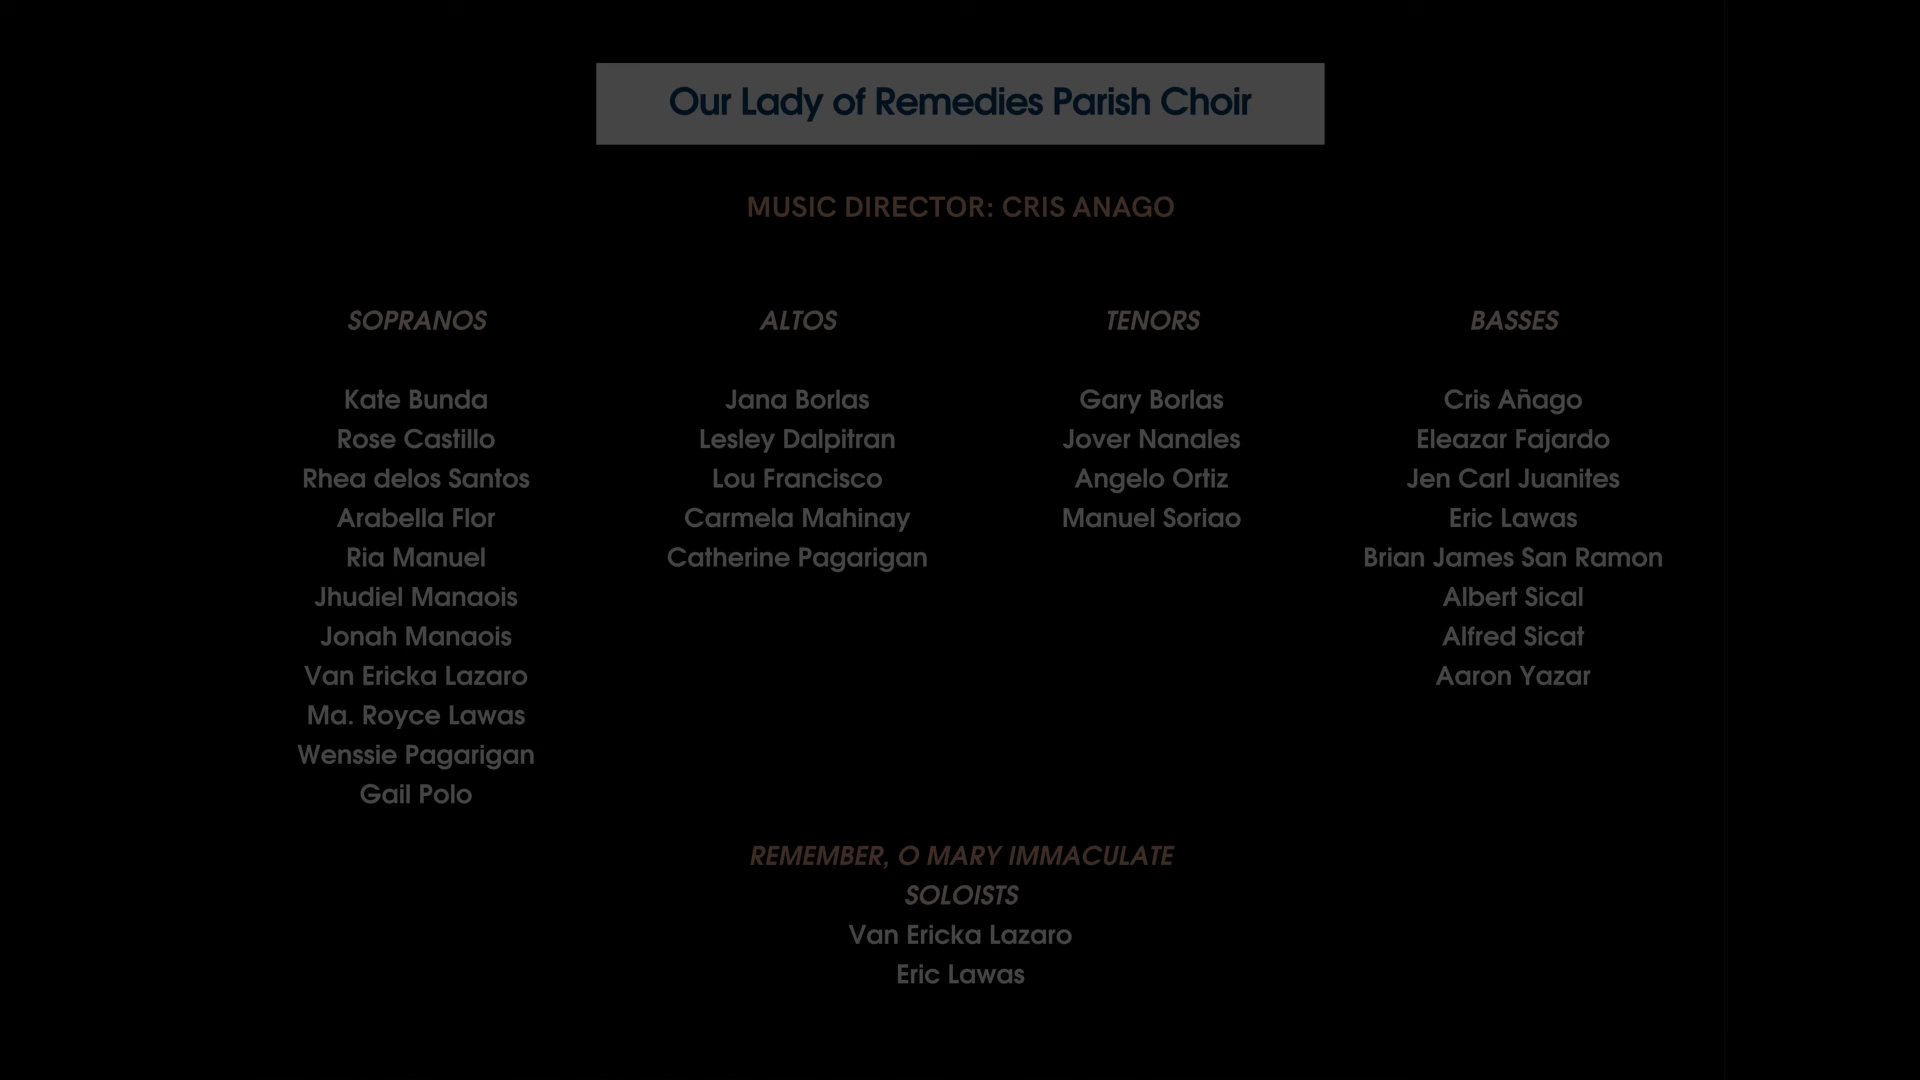 Our Lady of Remedies Parish Choir
MUSIC DIRECTOR: CRIS ANAGO
SOPRANOS
Kate Bunda
Rose Castillo
Rhea delos Santos
Arabella Flor
Ria Manuel
Jhudiel Manaois
Jonah Manaois
Van Ericka Lazaro
Ma. Royce Lawas
Wenssie Pagarigan
Gail Polo
ALTOS
Jana Borlas
Lesley Dalpitran
Lou Francisco
Carmela Mahinay
Catherine Pagarigan
TENORS
Gary Borlas
Jover Nanales
Angelo Ortiz
Manuel Soriao
BASSES
Cris Añago
Eleazar Fajardo
Jen Carl Juanites
Eric Lawas
Brian James San Ramon
Albert Sical
Alfred Sicat
Aaron Yazar
REMEMBER, O MARY IMMACULATE
SOLOISTS
Van Ericka Lazaro
Eric Lawas